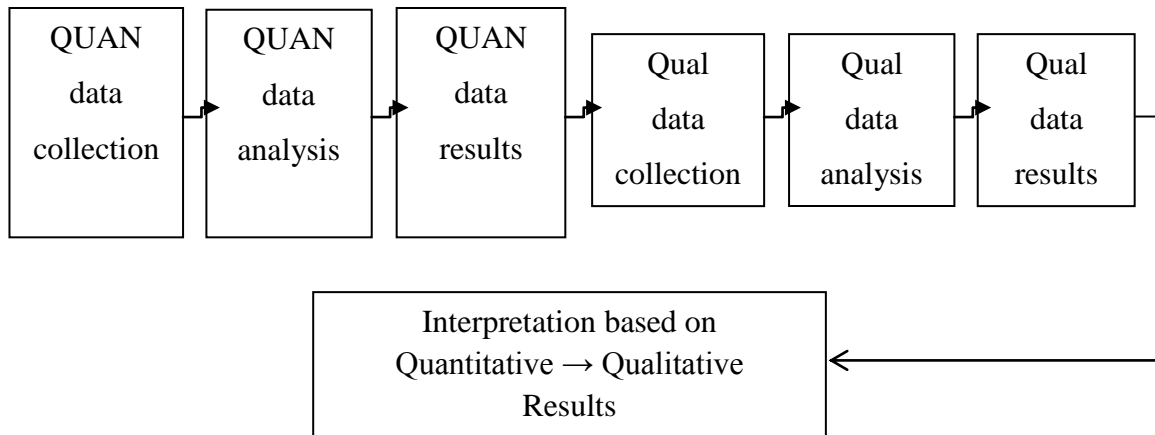 QUAN
data
collection
QUAN
data
analysis
QUAN
data
results
Qual
data
collection
Qual
data
analysis
Qual
data
results
Interpretation based on
Quantitative → Qualitative
Results